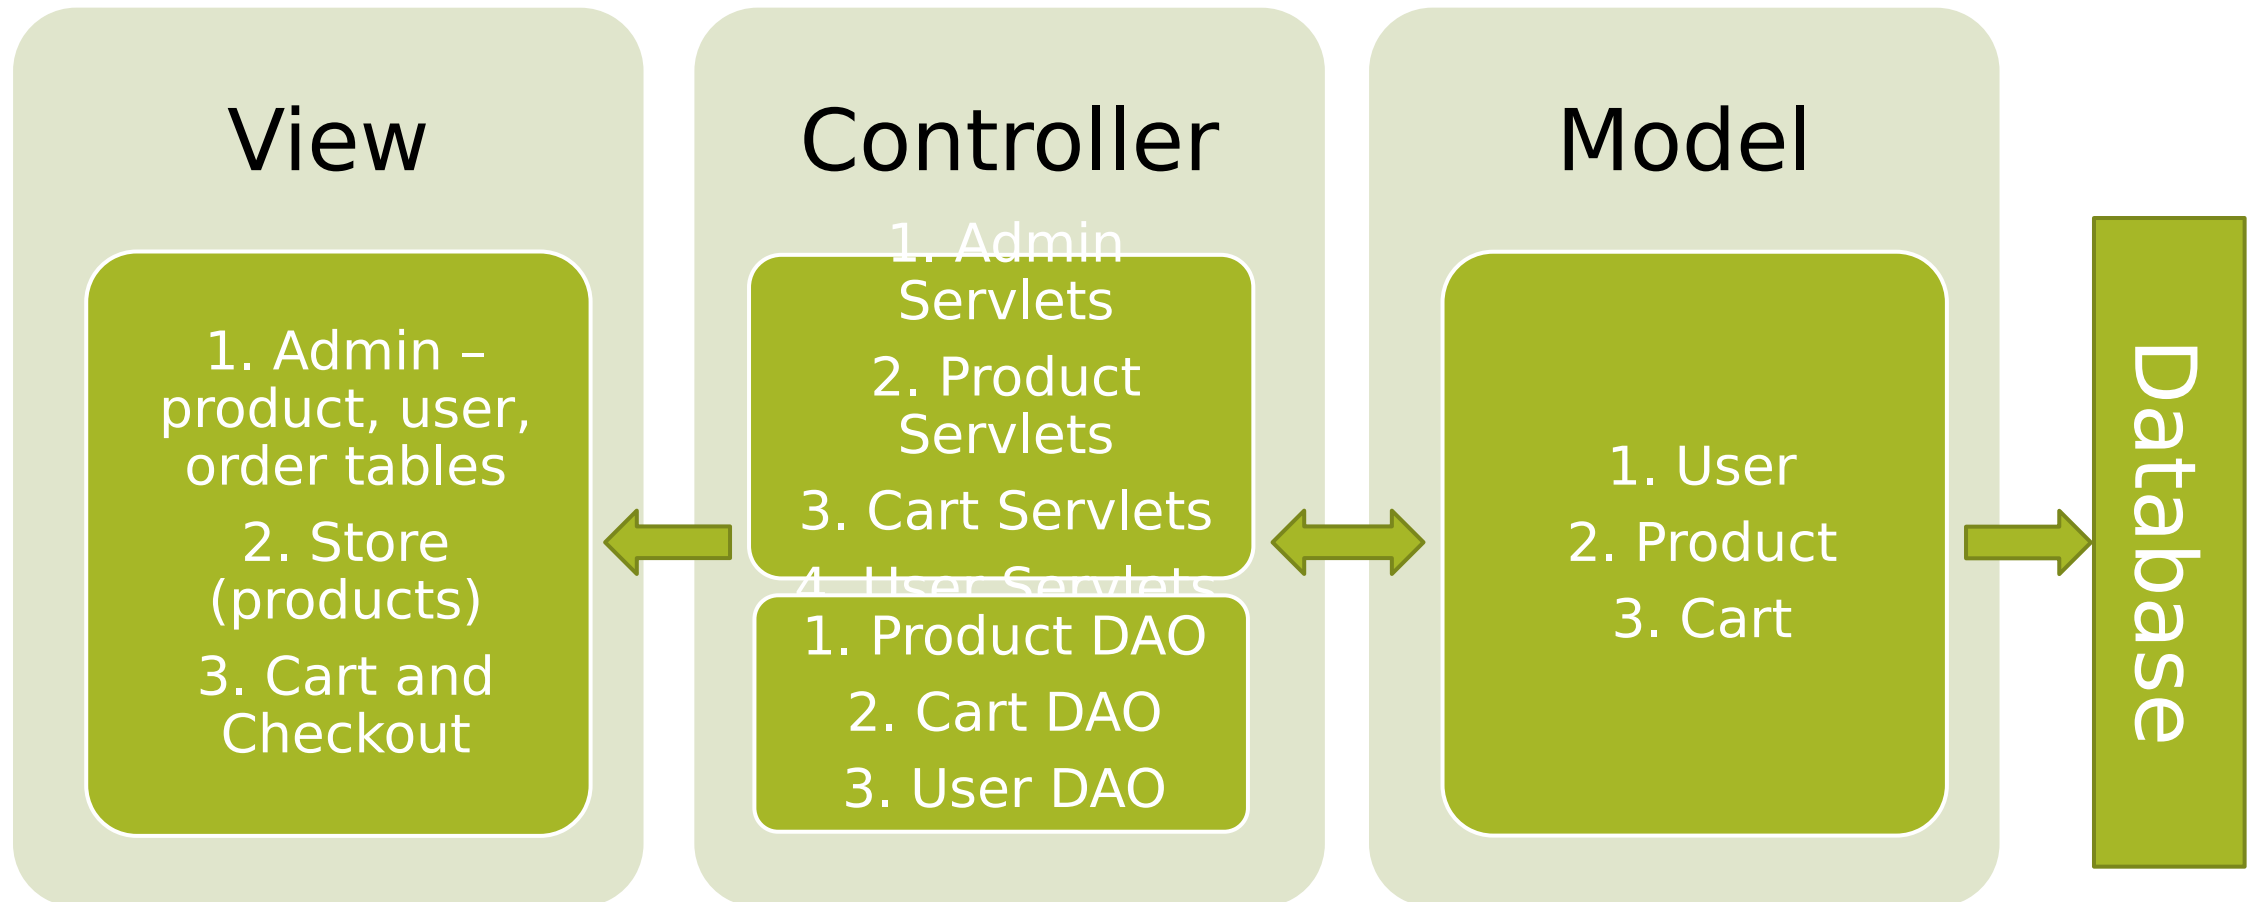 View
1. Admin –
product, user,
order tables
2. Store
(products)
3. Cart and
Checkout
Controller
1. Admin
Servlets
2. Product
Servlets
3. Cart Servlets
4. User Servlets
1. Product DAO
2. Cart DAO
3. User DAO
Model
1. User
2. Product
3. Cart
Database